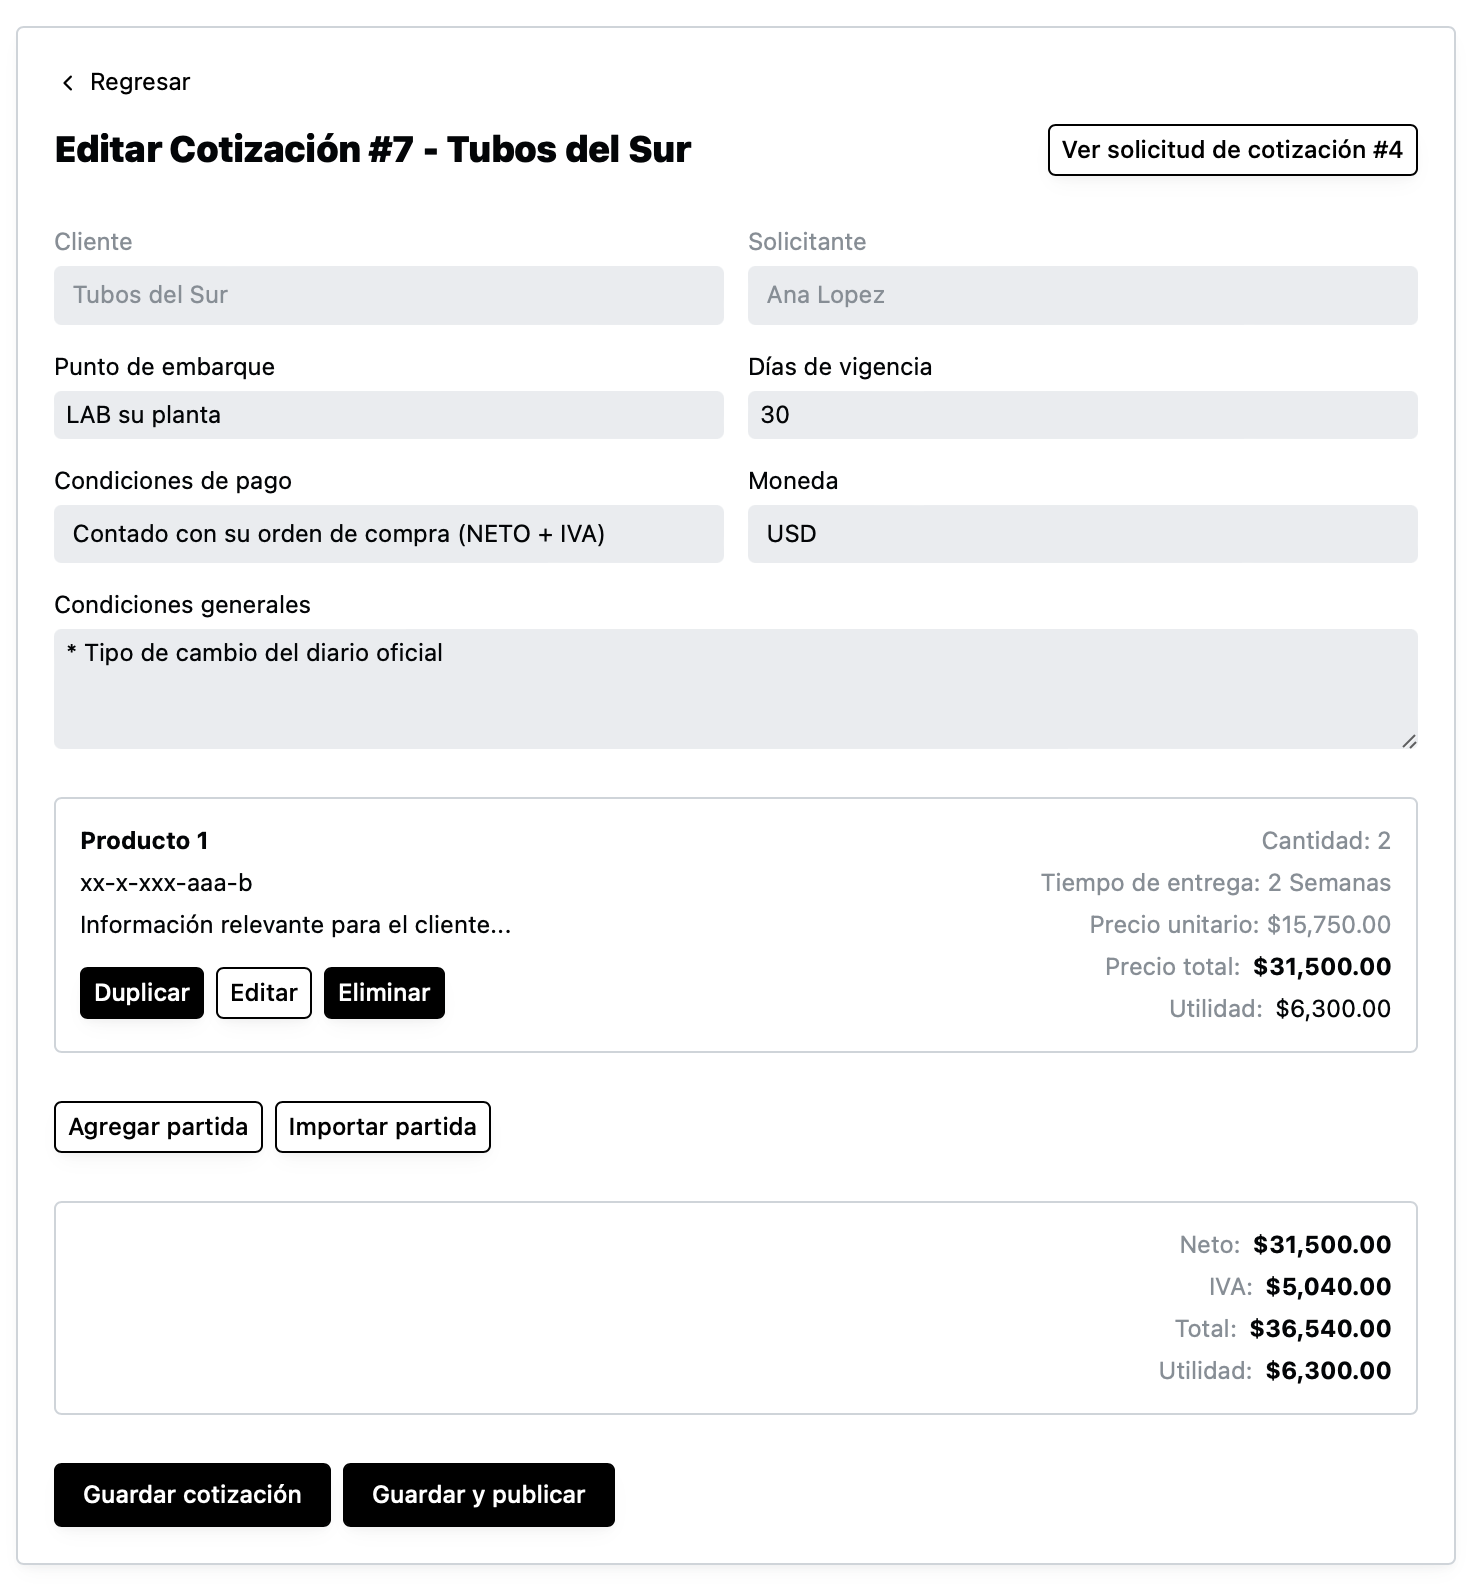 Regresar
Editar Cotización #7 - Tubos del Sur
Ver solicitud de cotización #4
Cliente
Tubos del Sur
Solicitante
Ana Lopez
Punto de embarque
LAB su planta
Días de vigencia
30
Condiciones de pago
Contado con su orden de compra (NETO + IVA)
Moneda
USD
Condiciones generales
* Tipo de cambio del diario oficial
Producto 1
xx-x-xxx-aaa-b
Información relevante para el cliente...
Duplicar
Editar
Eliminar
Cantidad: 2
Tiempo de entrega: 2 Semanas
Precio unitario: $15,750.00
Precio total: $31,500.00
Utilidad: $6,300.00
Agregar partida
Importar partida
Neto: $31,500.00
IVA: $5,040.00
Total: $36,540.00
Utilidad: $6,300.00
Guardar cotización
Guardar y publicar